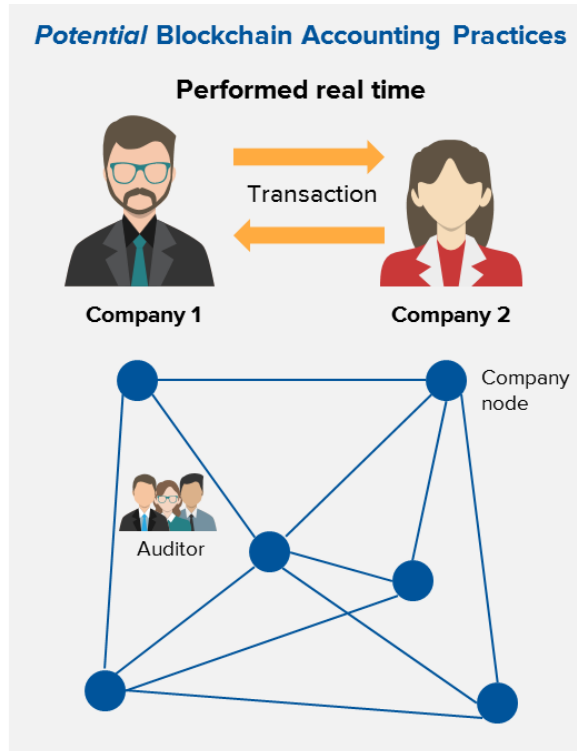 Potential Blockchain Accounting Practices
Performed real time
Transaction
Company 1
Company 2
Company
node
Auditor